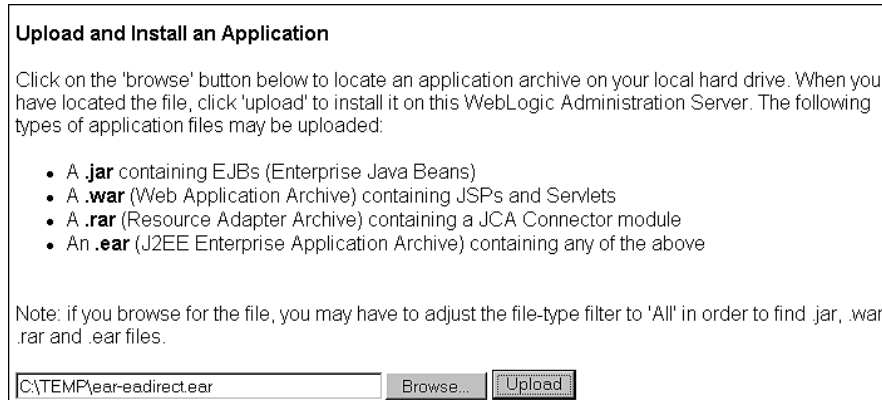 Upload and Install an Application
Click on the 'browse' button below to locate an application archive on your local hard drive. When you
have located the file, click 'upload' to install it on this WebLogic Administration Server. The following
types of application files may be uploaded:
• A .jar containing EJBs (Enterprise Java Beans)
• A .war (Web Application Archive) containing JSPs and Servlets
• A .rar (Resource Adapter Archive) containing a JCA Connector module
• An .ear (J2EE Enterprise Application Archive) containing any of the above
Note: if you browse for the file, you may have to adjust the file-type filter to 'All' in order to find .jar, .war
.rar and .ear files.
C:\TEMP\ear-eadirect.ear Browse... Upload